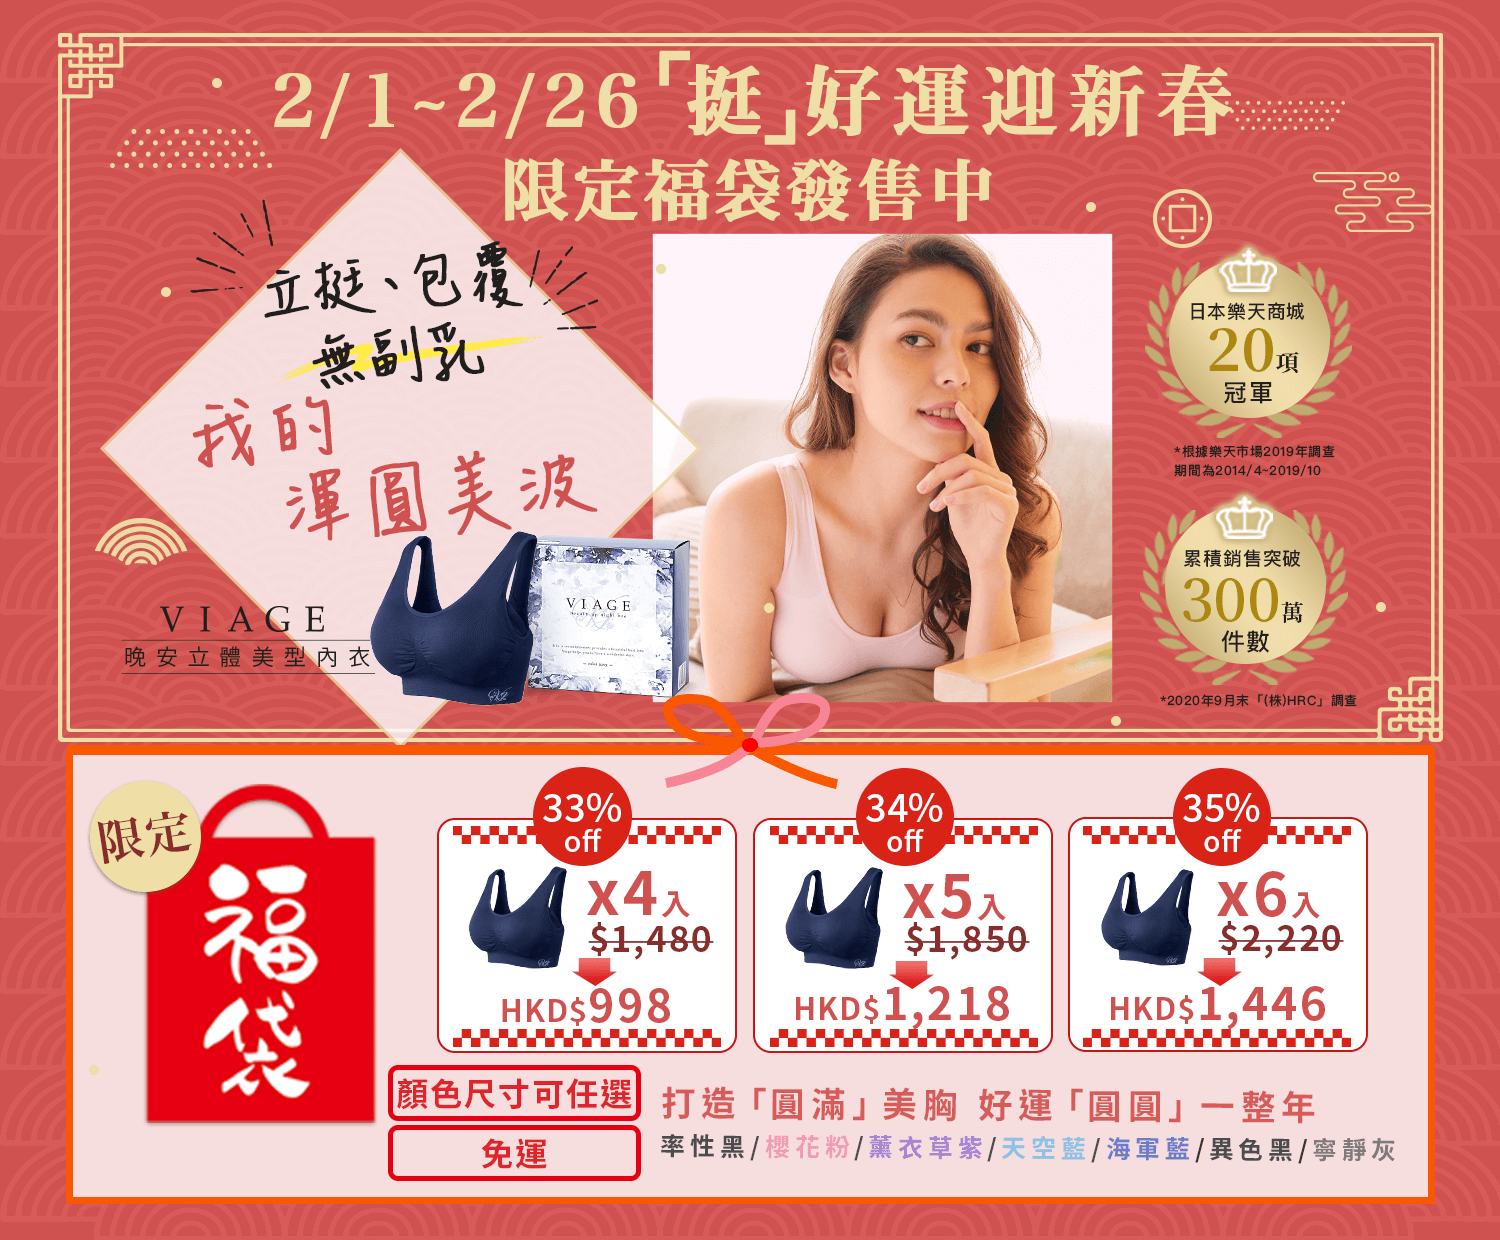 2/1~2/26「挺」好運迎新春
限定福袋發售中
立挺、包覆
無副乳
我的
渾圓美波
VIAGE
晚安立體美型內衣
VIAGE
beauty up night bra
日本樂天商城
20項
冠軍
*根據樂天市場2019年調查
期間為2014/4~2019/10
累積銷售突破
300萬
件數
*2020年9月末「(株)HRC」調查
限定
福袋
33%
off
x4入
$1,480
HKD$998
34%
off
x5入
$1,850
HKD$1,218
35%
off
x6入
$2,220
HKD$1,446
顏色尺寸可任選
免運
打造「圓滿」美胸 好運「圓圓」一整年
率性黑/櫻花粉/薰衣草紫/天空藍/海軍藍/異色黑/寧靜灰